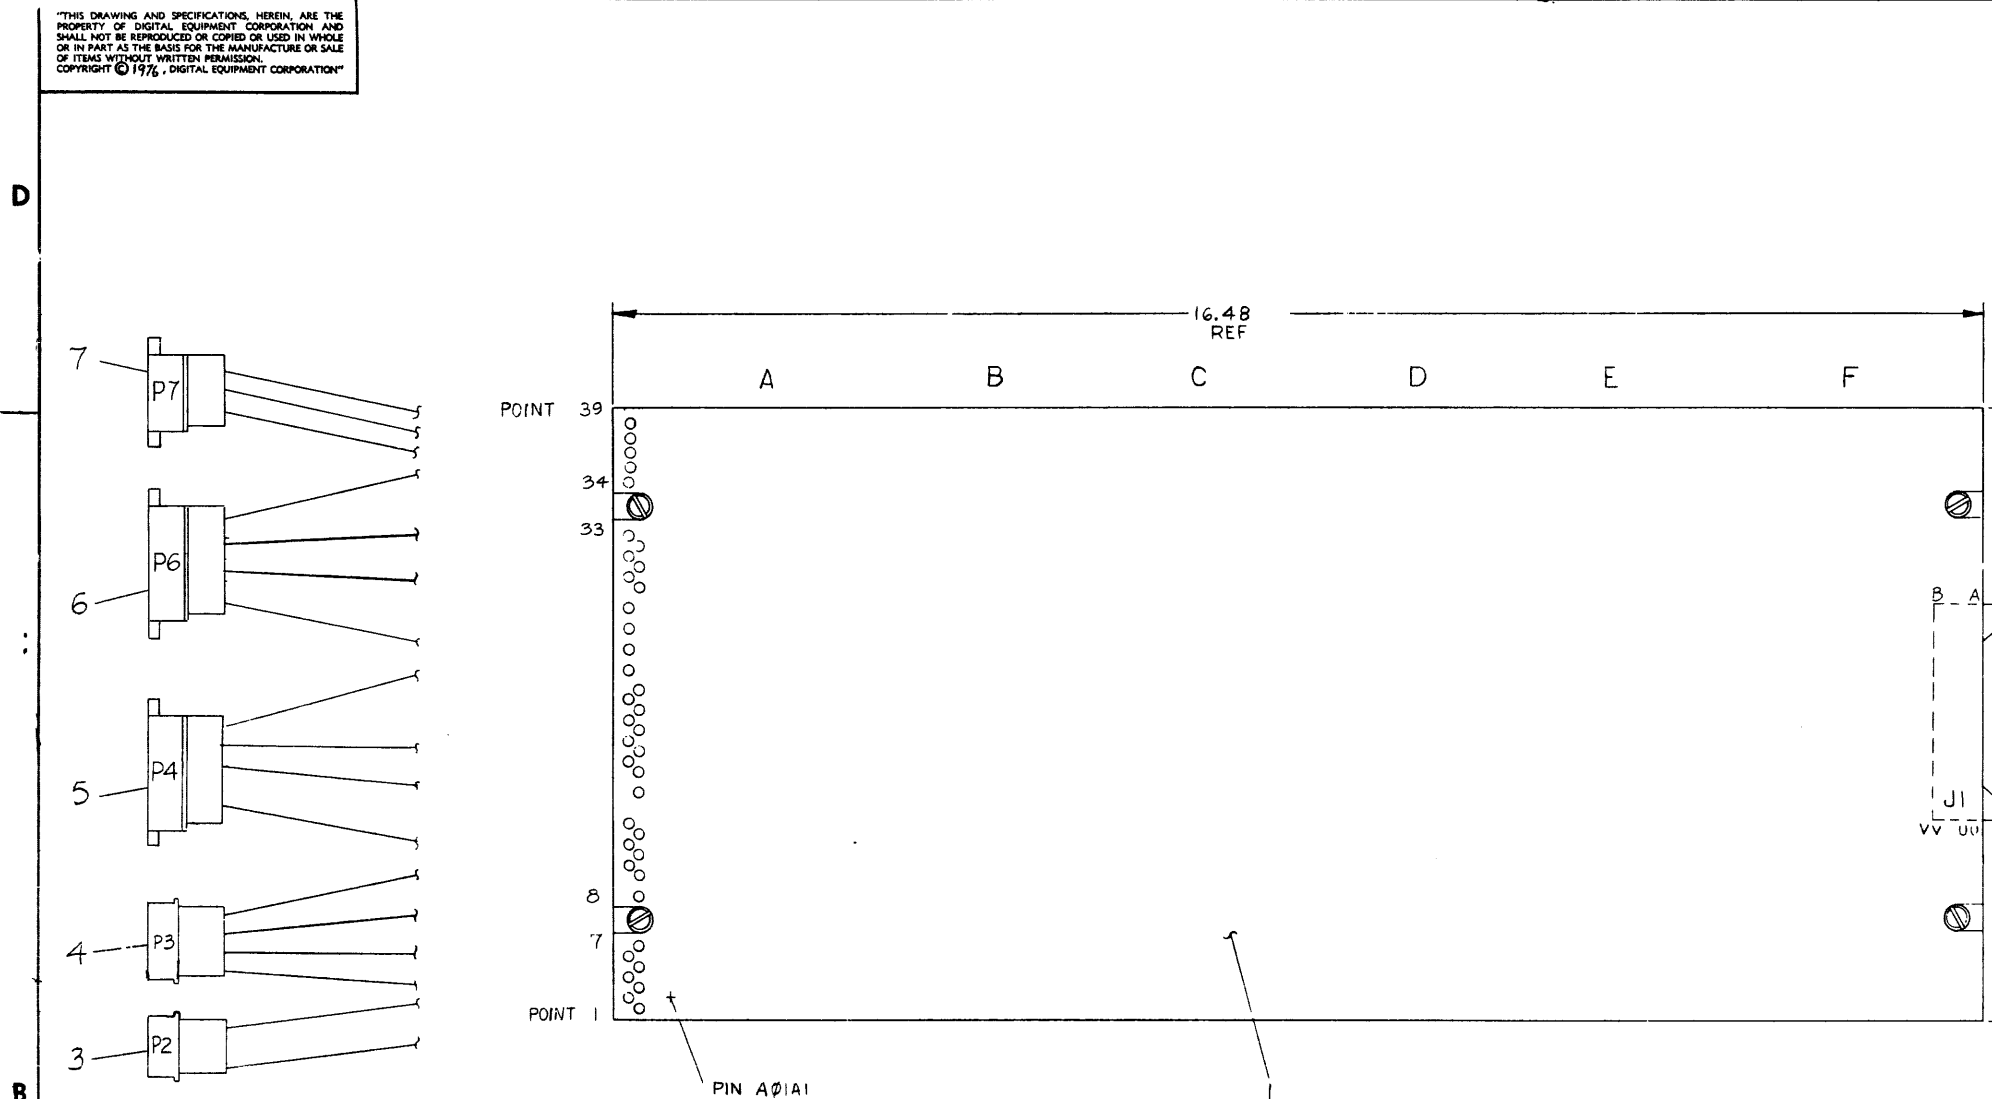 "THIS DRAWING AND SPECIFICATIONS, HEREIN, ARE THE
PROPERTY OF DIGITAL EQUIPMENT CORPORATION AND
SHALL NOT BE REPRODUCED OR COPIED OR USED IN WHOLE
OR IN PART AS THE BASIS FOR THE MANUFACTURE OR SALE
OF ITEMS WITHOUT WRITTEN PERMISSION.
COPYRIGHT © 1976, DIGITAL EQUIPMENT CORPORATION"
D
16.48
REF
A B C D E F
7
P7
POINT 39
34
33
P6
6
B A
P4
5
J1
VV UU
8
P3
4
7
POINT 1
P2
3
B
PIN AØ1A1
1